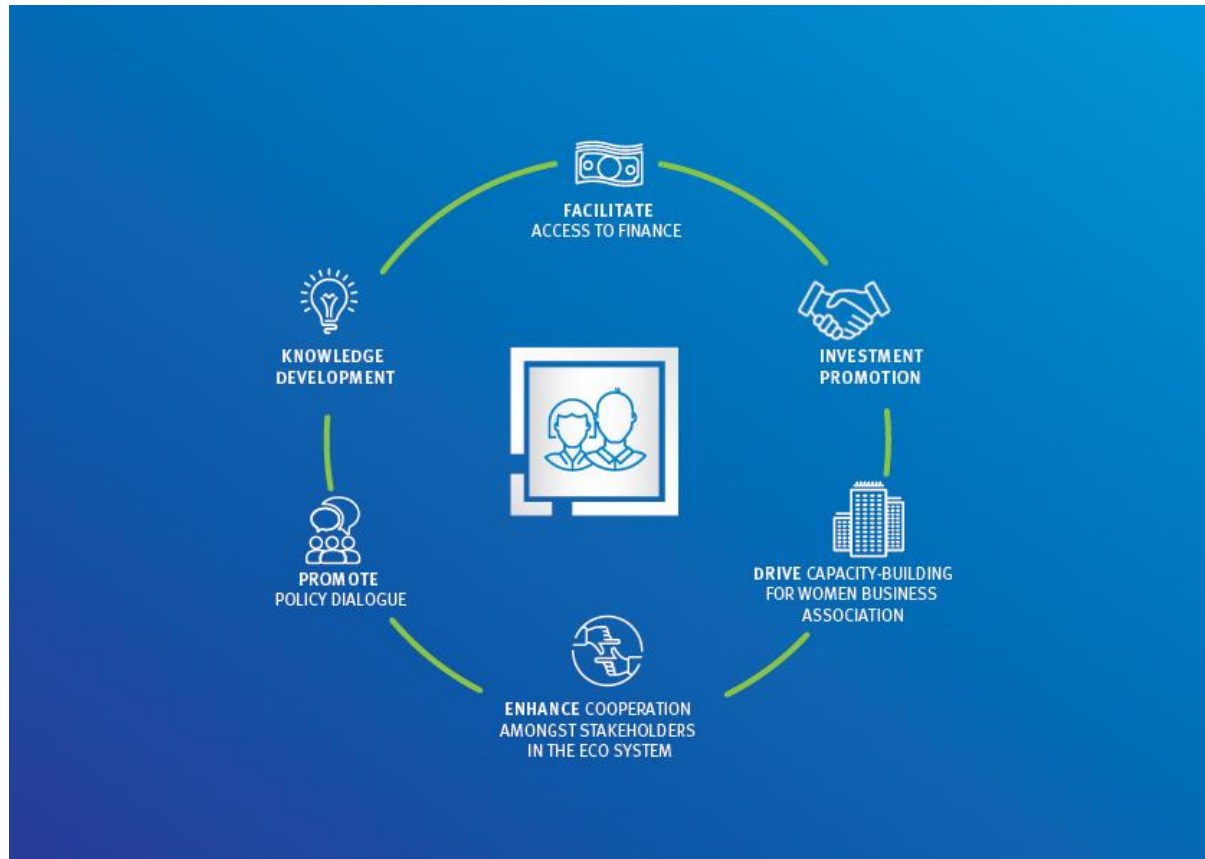 FACILITATE
ACCESS TO FINANCE
INVESTMENT
PROMOTION
DRIVE CAPACITY-BUILDING
FOR WOMEN BUSINESS
ASSOCIATION
ENHANCE COOPERATION
AMONGST STAKEHOLDERS
IN THE ECO SYSTEM
PROMOTE
POLICY DIALOGUE
KNOWLEDGE
DEVELOPMENT